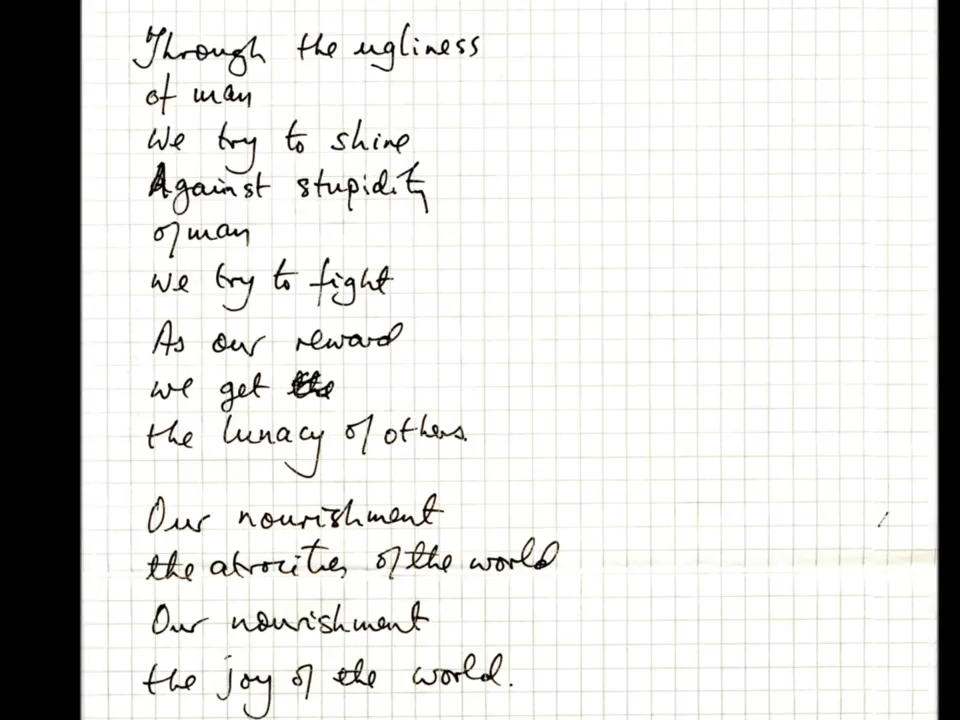 Through the ugliness
of man
We try to shine
Against stupidity
of man
we try to fight
As our reward
we get the
the lunacy of others.
Our nourishment
the atrocities of the world
Our nourishment
the joy of the world.